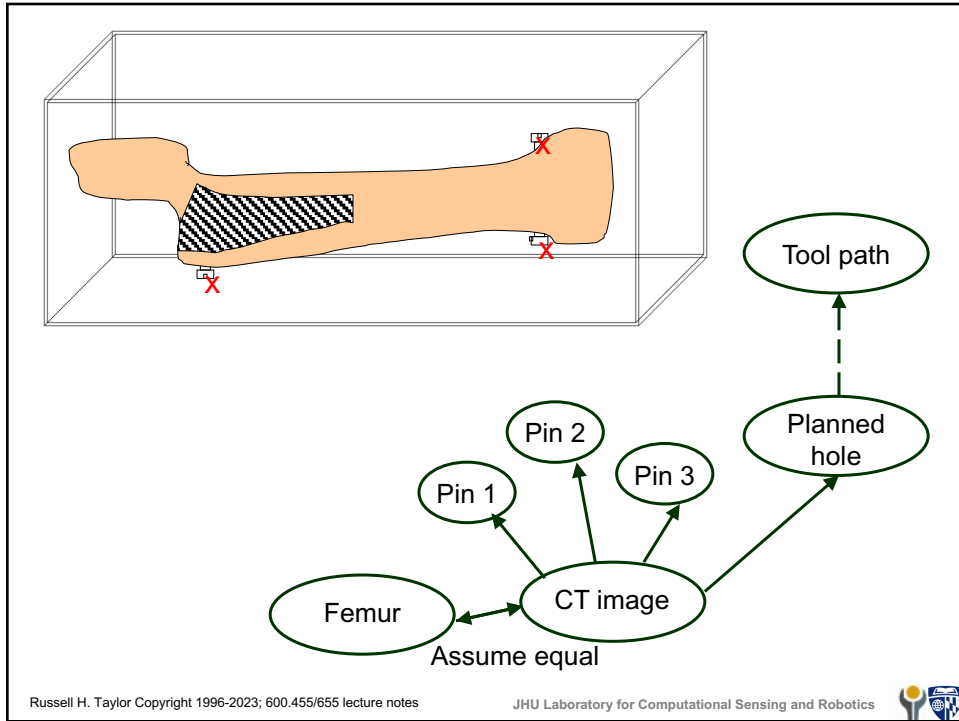 X
X
X
Tool path
Planned
hole
Pin 2
Pin 3
Pin 1
CT image
Femur
Assume equal
Russell H. Taylor Copyright 1996-2023; 600.455/655 lecture notes
JHU Laboratory for Computational Sensing and Robotics